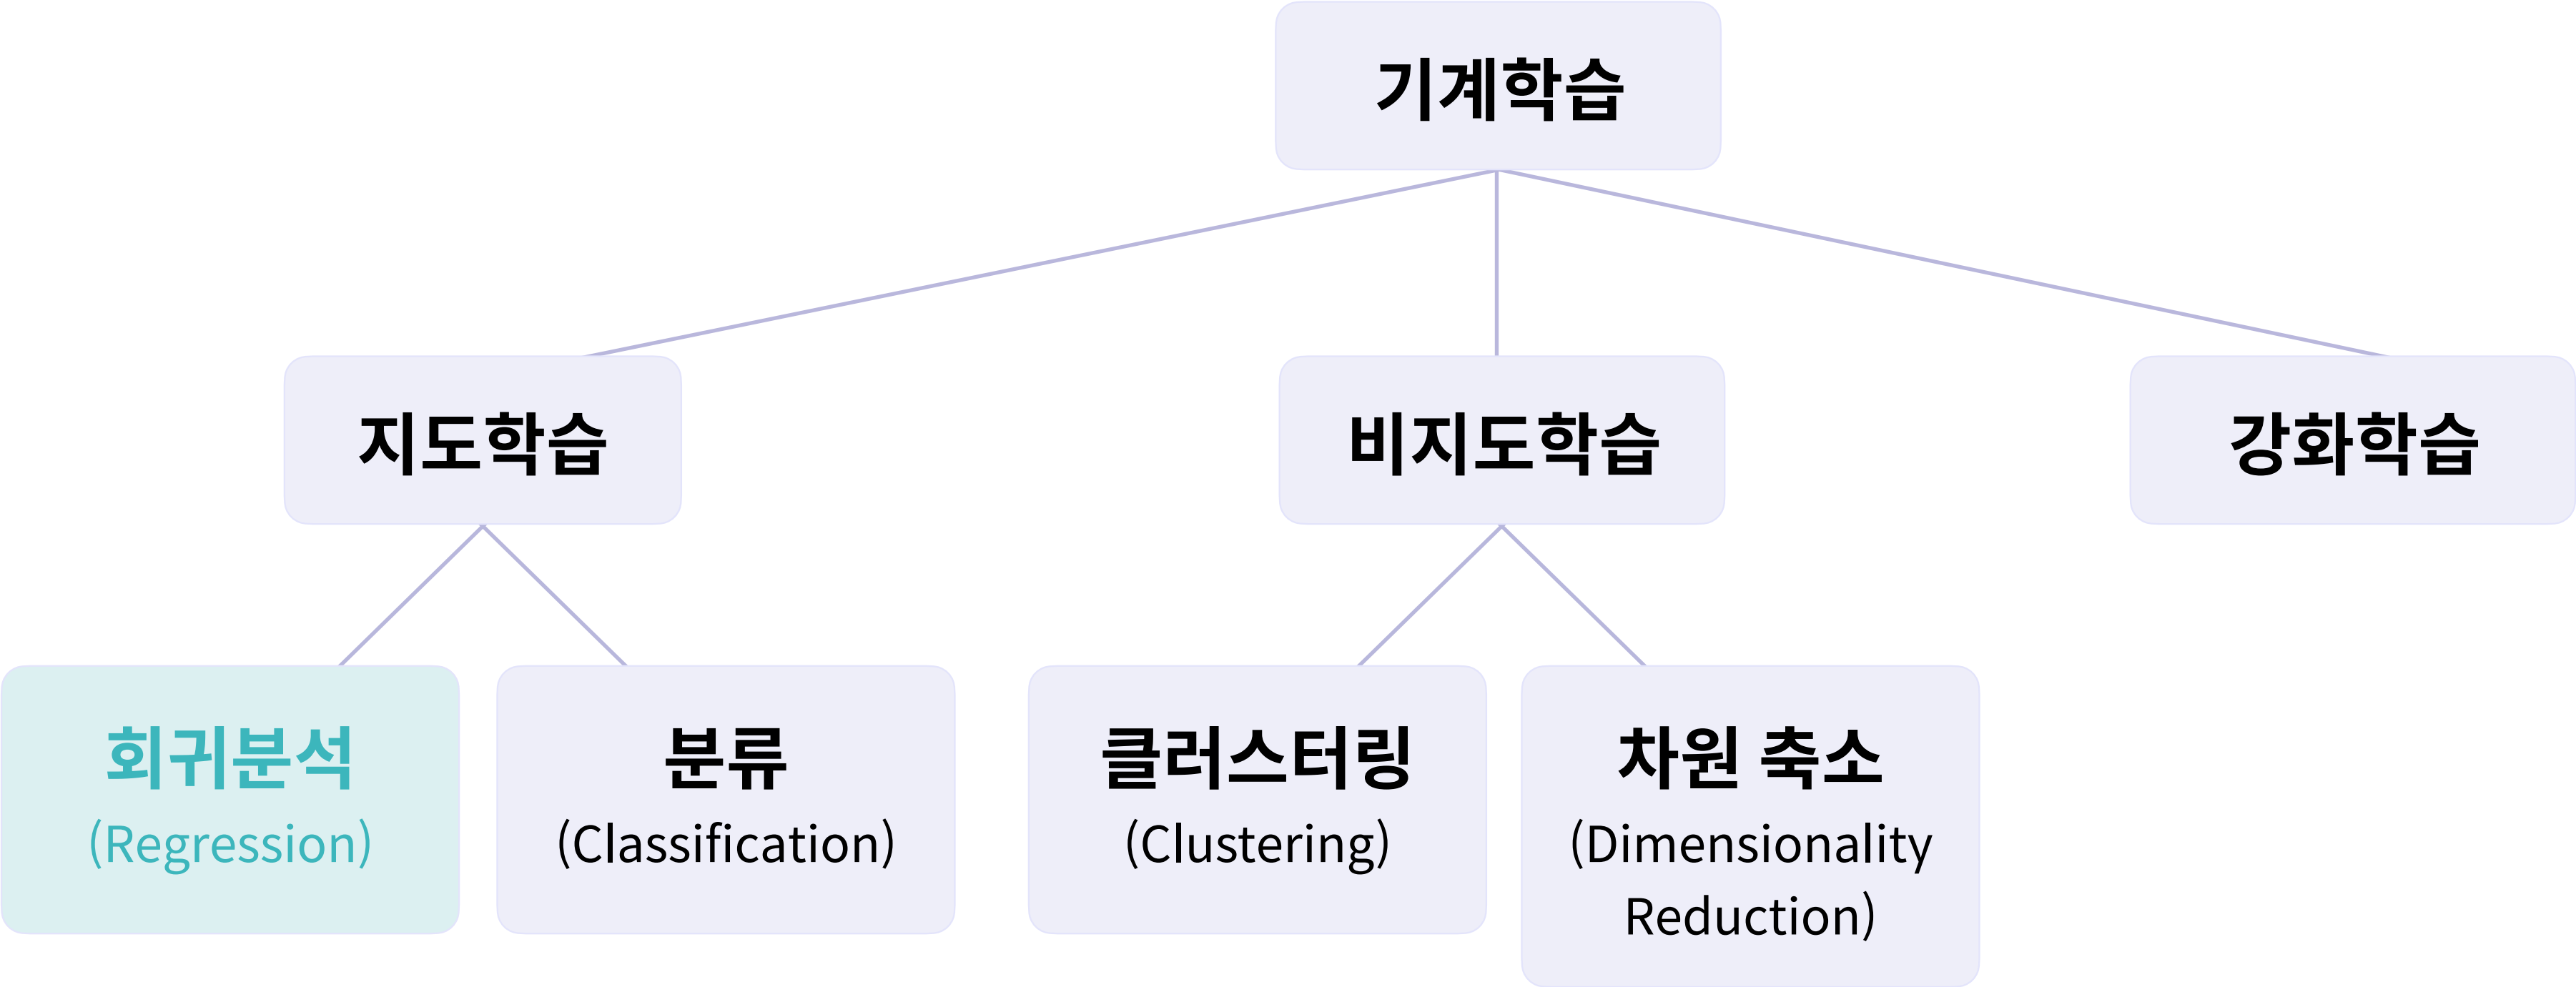 기계학습
지도학습
비지도학습
강화학습
회귀분석
(Regression)
분류
(Classification)
클러스터링
(Clustering)
차원 축소
(Dimensionality
Reduction)